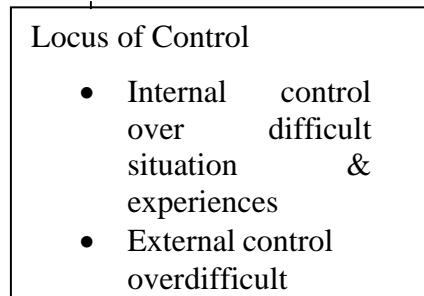 Locus of Control
• Internal control
over difficult
situation &
experiences
• External control
overdifficult